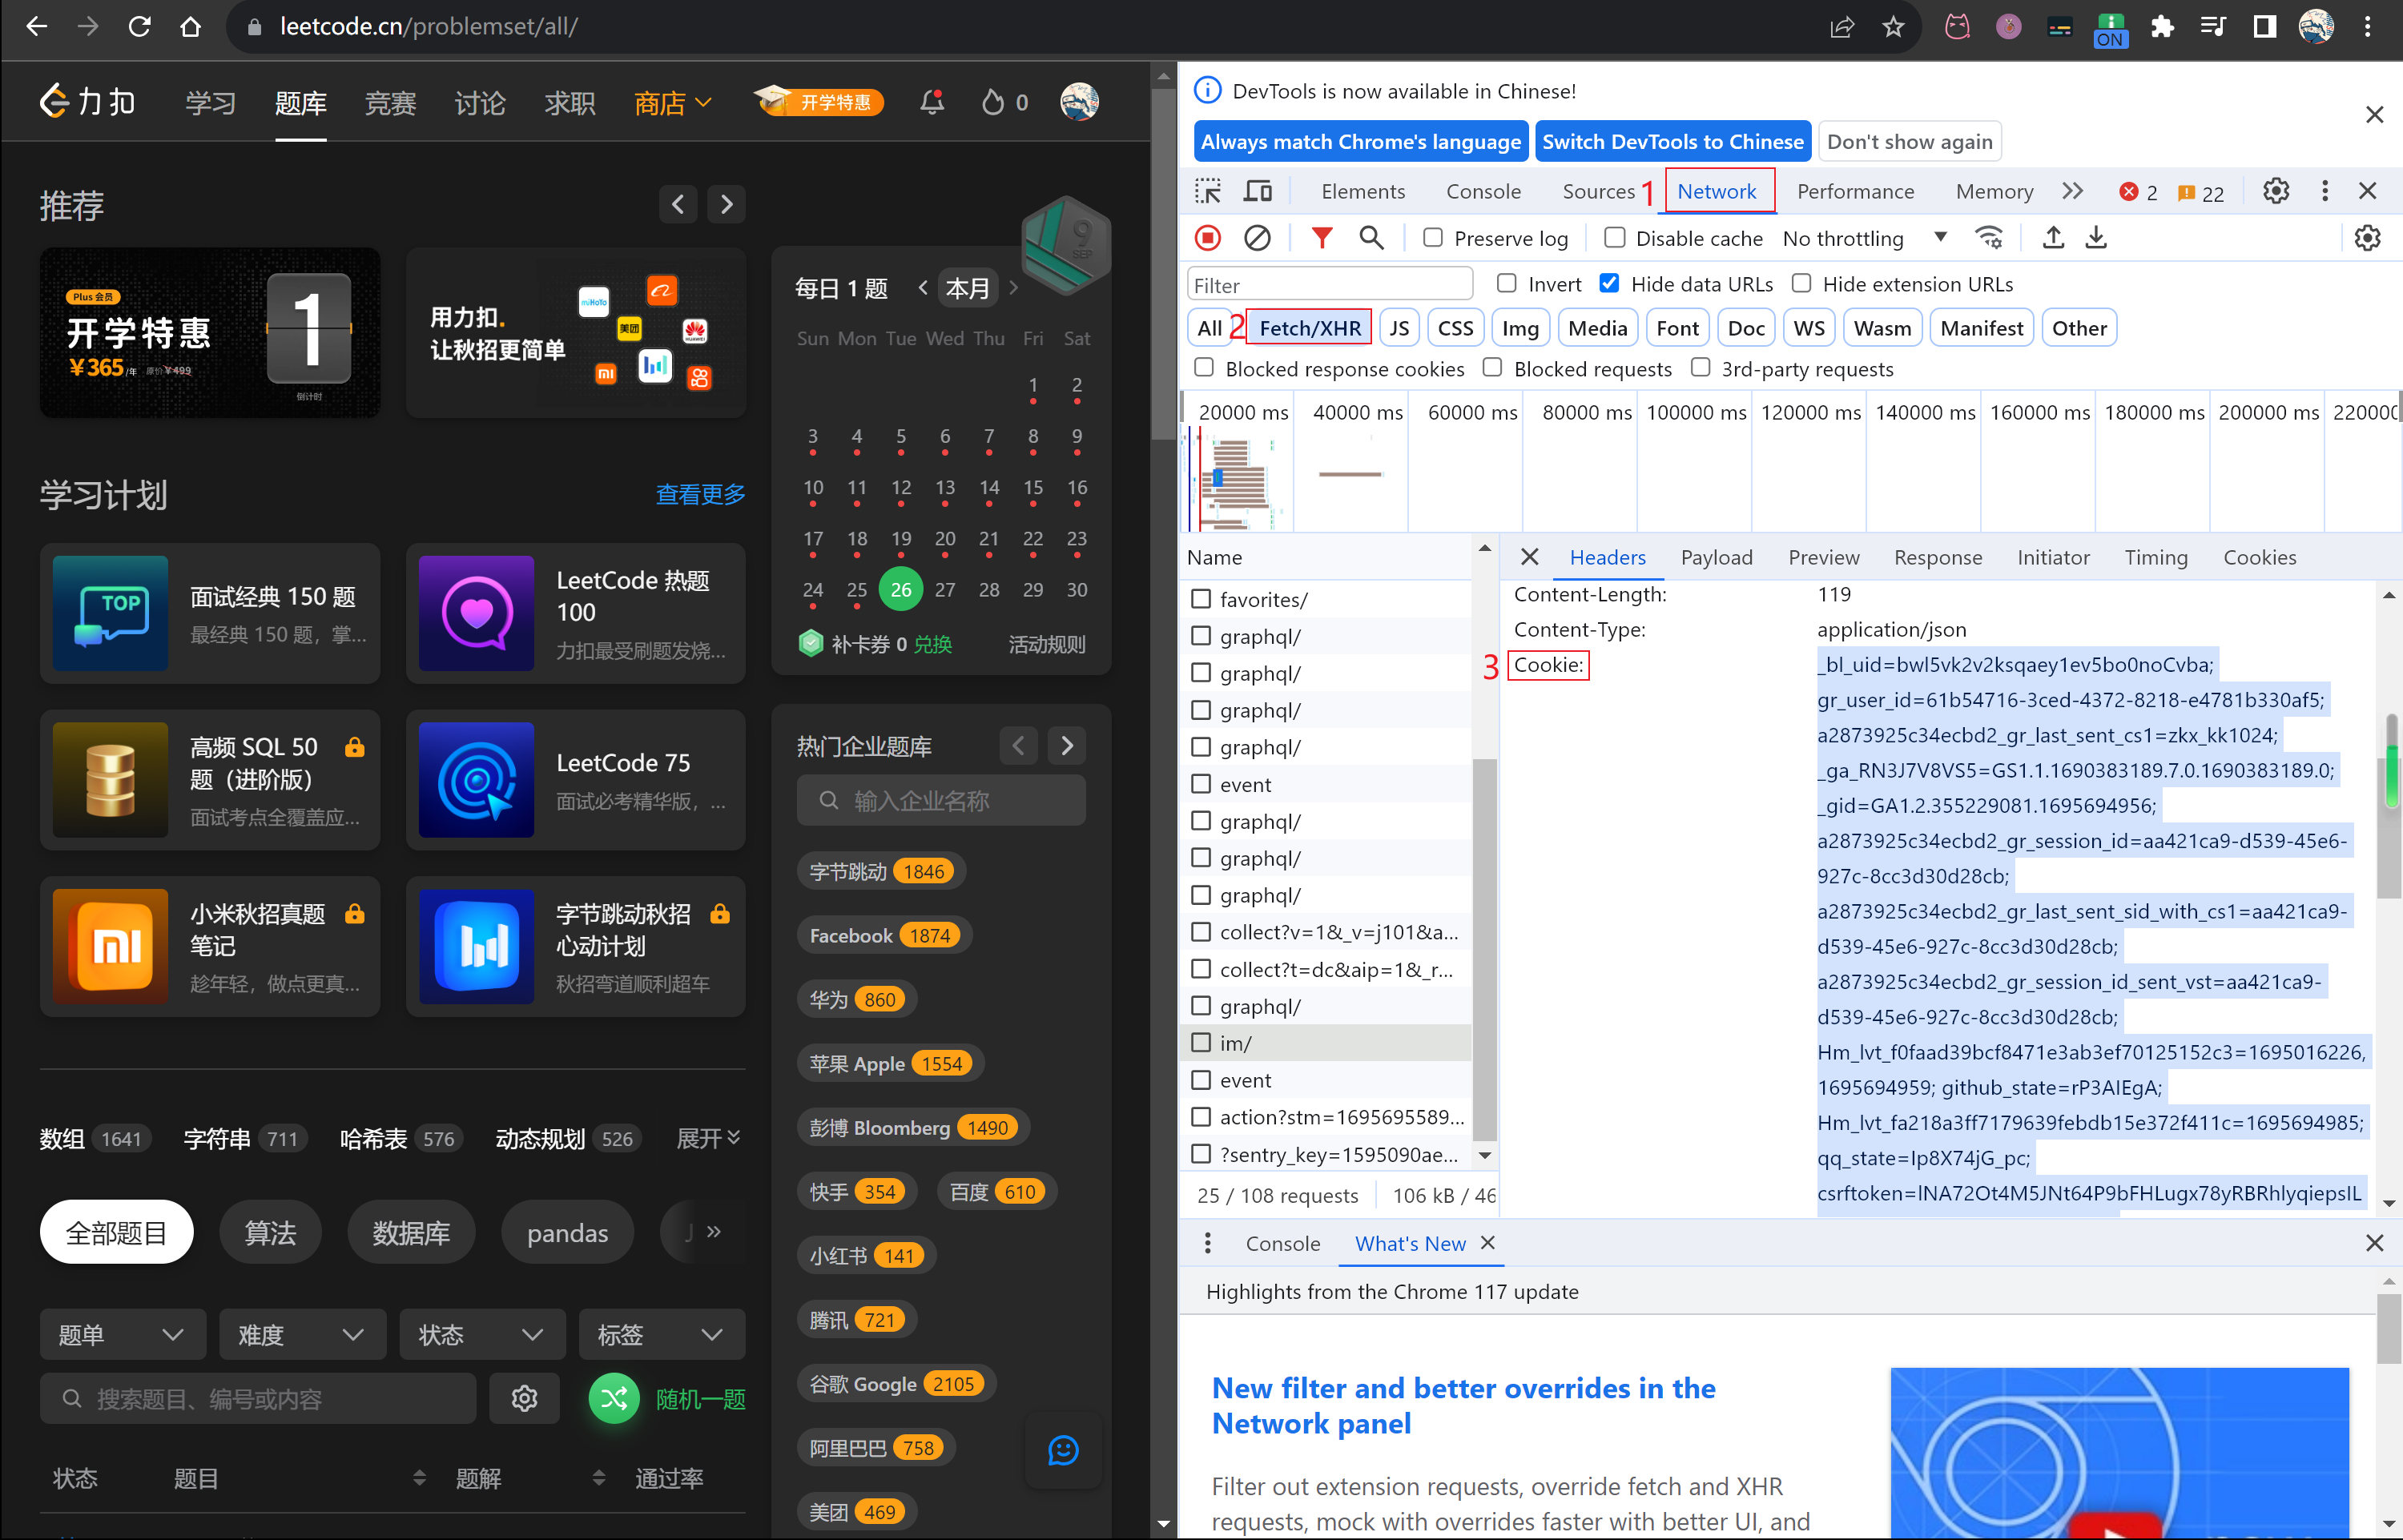 leetcode.cn/problemset/all/
ON
力扣 学习 题库 竞赛 讨论 求职 商店 开学特惠 0
推荐
Plus 会员
开学特惠
¥365/年 原价 ¥499
1
倒计时
用力扣.
让秋招更简单
miHoYo
美团
HUAWEI
mi
9
SEP
每日 1 题 本月
Sun Mon Tue Wed Thu Fri Sat
1 2
3 4 5 6 7 8 9
10 11 12 13 14 15 16
17 18 19 20 21 22 23
24 25 26 27 28 29 30
补卡券 0 兑换 活动规则
学习计划 查看更多
TOP
面试经典 150 题
最经典 150 题，掌...
LeetCode 热题
100
力扣最受刷题发烧...
高频 SQL 50
题（进阶版）
面试考点全覆盖应...
LeetCode 75
面试必考精华版，...
mi
小米秋招真题
笔记
趁年轻，做点更真...
字节跳动秋招
心动计划
秋招弯道顺利超车
热门企业题库
输入企业名称
字节跳动 1846
Facebook 1874
华为 860
苹果 Apple 1554
彭博 Bloomberg 1490
快手 354 百度 610
小红书 141
腾讯 721
谷歌 Google 2105
阿里巴巴 758
美团 469
数组 1641 字符串 711 哈希表 576 动态规划 526 展开
全部题目 算法 数据库 pandas
题单 难度 状态 标签
搜索题目、编号或内容 随机一题
状态 题目 题解 通过率
DevTools is now available in Chinese!
Always match Chrome's language Switch DevTools to Chinese Don't show again
Elements Console Sources 1 Network Performance Memory 2 22
Preserve log Disable cache No throttling
Filter Invert Hide data URLs Hide extension URLs
All 2 Fetch/XHR JS CSS Img Media Font Doc WS Wasm Manifest Other
Blocked response cookies Blocked requests 3rd-party requests
20000 ms 40000 ms 60000 ms 80000 ms 100000 ms 120000 ms 140000 ms 160000 ms 180000 ms 200000 ms 220000
Name
favorites/
graphql/
graphql/
graphql/
graphql/
event
graphql/
graphql/
graphql/
collect?v=1&_v=j101&a...
collect?t=dc&aip=1&_r...
graphql/
im/
event
action?stm=1695695589...
?sentry_key=1595090ae...
25 / 108 requests 106 kB / 46
Headers Payload Preview Response Initiator Timing Cookies
Content-Length: 119
Content-Type: application/json
3 Cookie: _bl_uid=bwl5vk2v2ksqaey1ev5bo0noCvba;
gr_user_id=61b54716-3ced-4372-8218-e4781b330af5;
a2873925c34ecbd2_gr_last_sent_cs1=zkx_kk1024;
_ga_RN3J7V8VS5=GS1.1.1690383189.7.0.1690383189.0;
_gid=GA1.2.355229081.1695694956;
a2873925c34ecbd2_gr_session_id=aa421ca9-d539-45e6-
927c-8cc3d30d28cb;
a2873925c34ecbd2_gr_last_sent_sid_with_cs1=aa421ca9-
d539-45e6-927c-8cc3d30d28cb;
a2873925c34ecbd2_gr_session_id_sent_vst=aa421ca9-
d539-45e6-927c-8cc3d30d28cb;
Hm_lvt_f0faad39bcf8471e3ab3ef70125152c3=1695016226,
1695694959; github_state=rP3AIEgA;
Hm_lvt_fa218a3ff7179639febdb15e372f411c=1695694985;
qq_state=Ip8X74jG_pc;
csrftoken=lNA72Ot4M5JNt64P9bFHLugx78yRBRhlyqiepsIL
Console What's New
Highlights from the Chrome 117 update
New filter and better overrides in the
Network panel
Filter out extension requests, override fetch and XHR
requests, mock with overrides faster with better UI, and